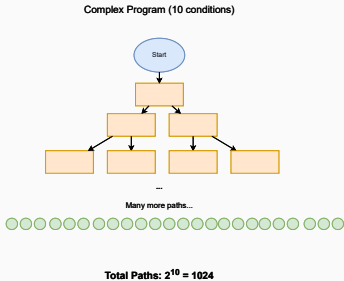 Complex Program (10 conditions)
Start
...
Many more paths...
Total Paths: 2¹⁰ = 1024